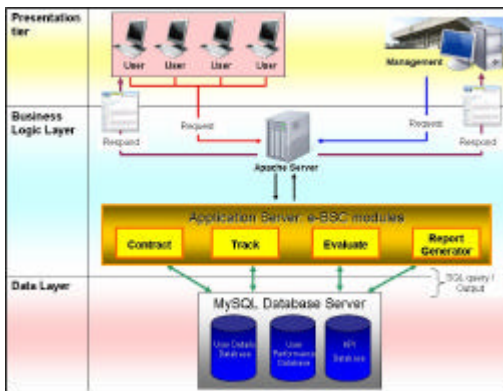 Presentation
tier
User
User
User
User
Management
Business
Logic Layer
Respond
Request
Request
Respond
Apache Server
Application Server: e-BSC modules
Contract
Track
Evaluate
Report
Generator
SQL query /
Output
Data Layer
MySQL Database Server
User Details
Database
User
Performance
Database
KPI
Database